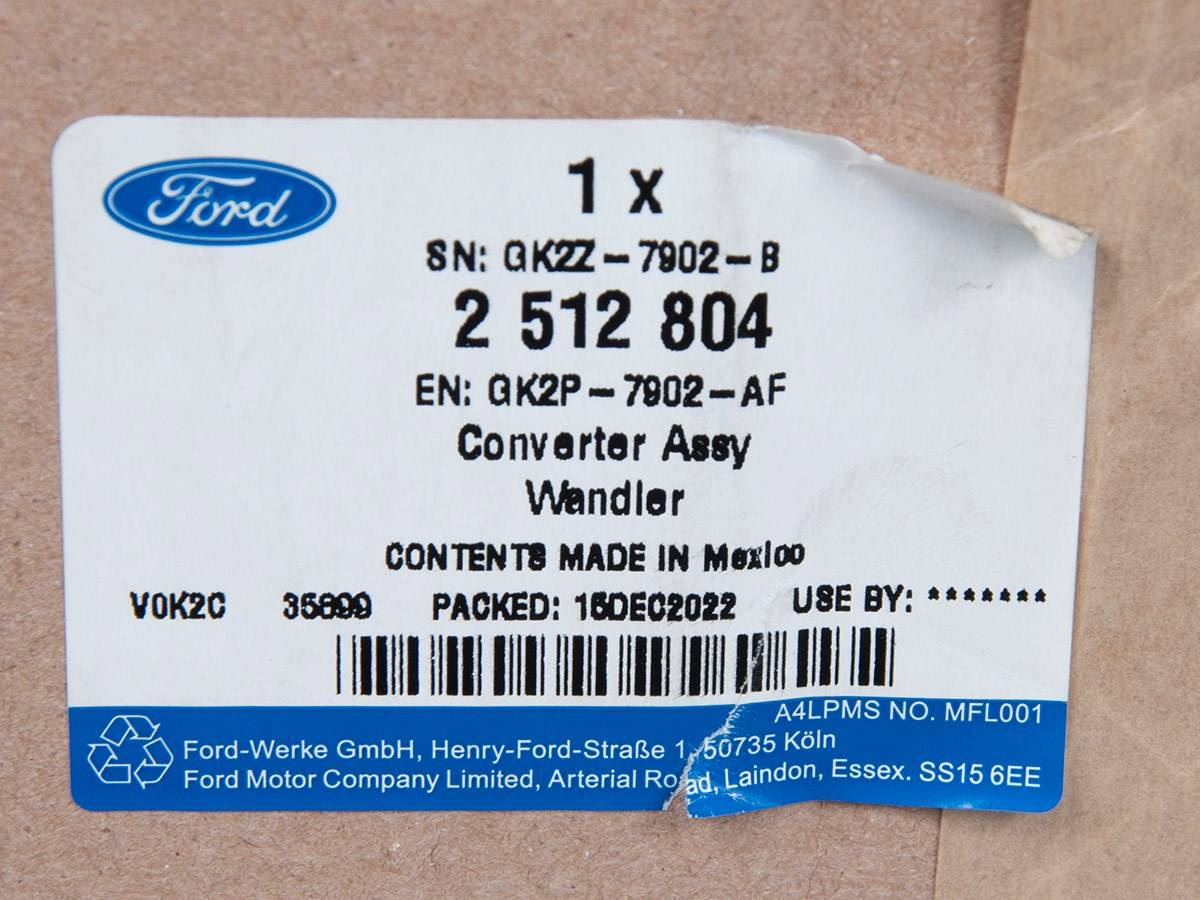 Ford
1 x
SN: GK2Z-7902-B
2 512 804
EN: GK2P-7902-AF
Converter Assy
Wandler
CONTENTS MADE IN Mexico
V0K2C PACKED: 15DEC2022 USE BY: *******
A4LPMS NO. MFL001
Ford-Werke GmbH, Henry-Ford-Straße 1, 50735 Köln
Ford Motor Company Limited, Arterial Road, Laindon, Essex. SS15 6EE